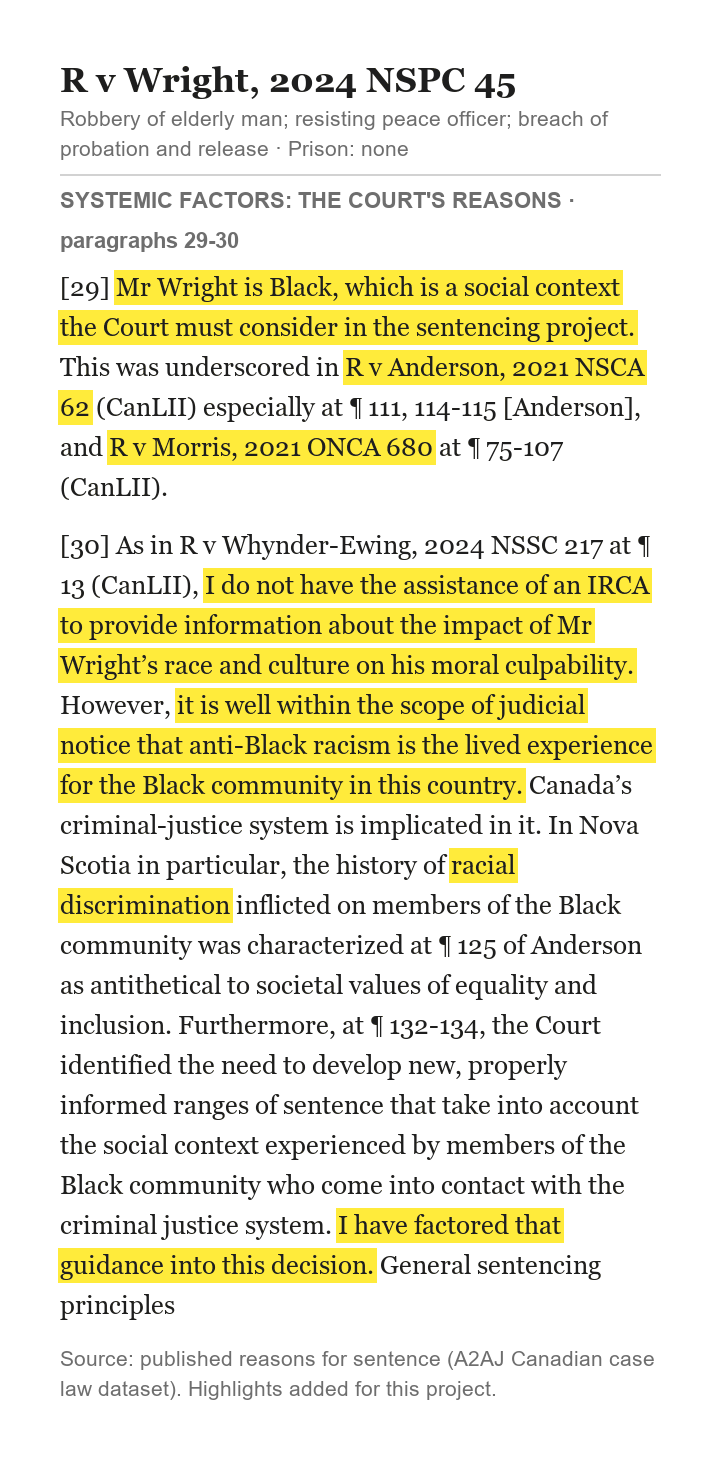 R v Wright, 2024 NSPC 45
Robbery of elderly man; resisting peace officer; breach of
probation and release · Prison: none
SYSTEMIC FACTORS: THE COURT'S REASONS ·
paragraphs 29-30
[29] Mr Wright is Black, which is a social context
the Court must consider in the sentencing project.
This was underscored in R v Anderson, 2021 NSCA
62 (CanLII) especially at ¶ 111, 114-115 [Anderson],
and R v Morris, 2021 ONCA 680 at ¶ 75-107
(CanLII).
[30] As in R v Whynder-Ewing, 2024 NSSC 217 at ¶
13 (CanLII), I do not have the assistance of an IRCA
to provide information about the impact of Mr
Wright’s race and culture on his moral culpability.
However, it is well within the scope of judicial
notice that anti-Black racism is the lived experience
for the Black community in this country. Canada’s
criminal-justice system is implicated in it. In Nova
Scotia in particular, the history of racial
discrimination inflicted on members of the Black
community was characterized at ¶ 125 of Anderson
as antithetical to societal values of equality and
inclusion. Furthermore, at ¶ 132-134, the Court
identified the need to develop new, properly
informed ranges of sentence that take into account
the social context experienced by members of the
Black community who come into contact with the
criminal justice system. I have factored that
guidance into this decision. General sentencing
principles
Source: published reasons for sentence (A2AJ Canadian case
law dataset). Highlights added for this project.